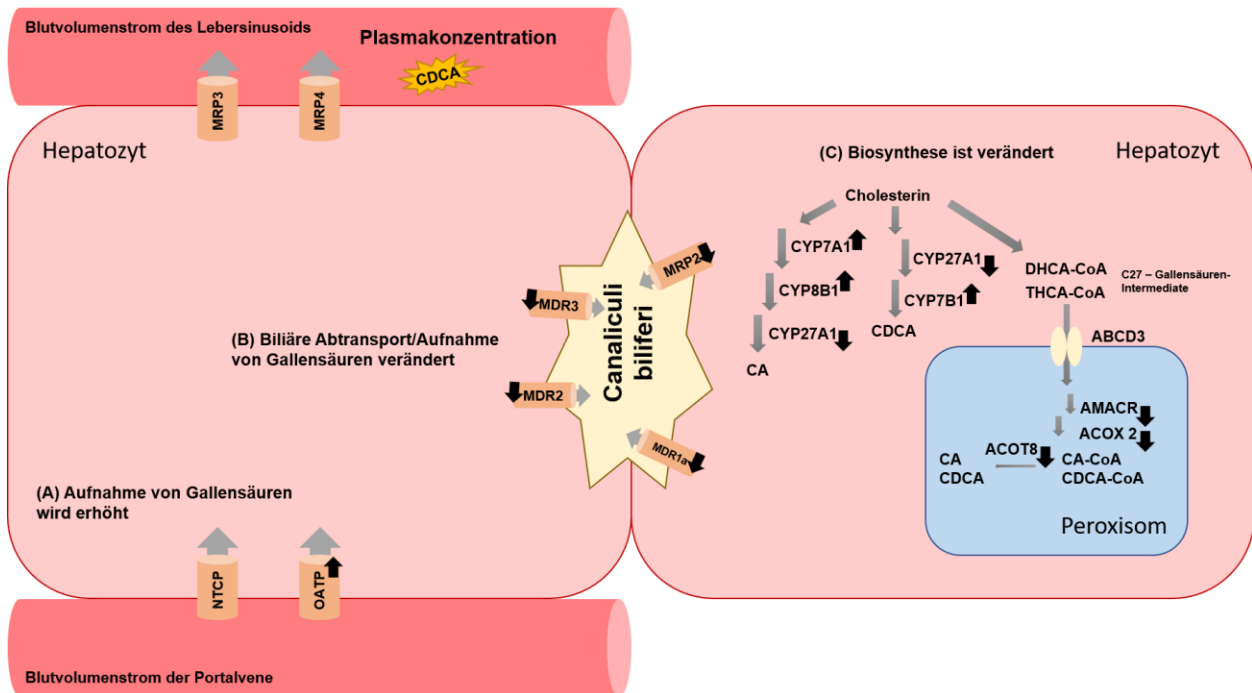 Blutvolumenstrom des Lebersinusoids
Plasmakonzentration
CDCA
MRP3
MRP4
Hepatozyt
(B) Biliäre Abtransport/Aufnahme
von Gallensäuren verändert
(A) Aufnahme von Gallensäuren
wird erhöht
NTCP
OATP
Blutvolumenstrom der Portalvene
MRP2
MDR3
MDR2
MDR1a
Canaliculi
biliferi
Hepatozyt
(C) Biosynthese ist verändert
Cholesterin
CYP7A1
CYP8B1
CYP27A1
CA
CYP27A1
CYP7B1
CDCA
DHCA-CoA
THCA-CoA
C27 – Gallensäuren-
Intermediate
ABCD3
AMACR
ACOX 2
ACOT8
CA-CoA
CDCA-CoA
CA
CDCA
Peroxisom